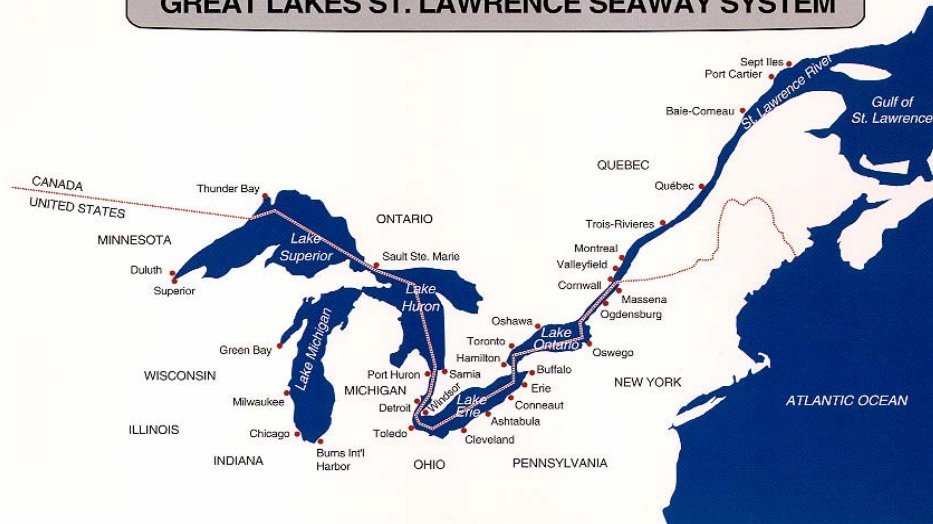 GREAT LAKES ST. LAWRENCE SEAWAY SYSTEM
Sept Iles
Port Cartier
St. Lawrence River
Gulf of
St. Lawrence
Baie-Comeau
QUEBEC
CANADA
UNITED STATES
Thunder Bay
Québec
ONTARIO
Trois-Rivieres
MINNESOTA
Lake
Superior
Montreal
Sault Ste. Marie
Valleyfield
Duluth
Superior
Cornwall
Massena
Lake
Huron
Ogdensburg
Oshawa
Lake Michigan
Lake
Ontario
Toronto
Green Bay
Oswego
Hamilton
WISCONSIN
Port Huron
Sarnia
Buffalo
NEW YORK
MICHIGAN
Erie
Milwaukee
Windsor
Lake
Erie
Detroit
Conneaut
ATLANTIC OCEAN
ILLINOIS
Ashtabula
Chicago
Toledo
Cleveland
Burns Int'l
Harbor
INDIANA
OHIO
PENNSYLVANIA